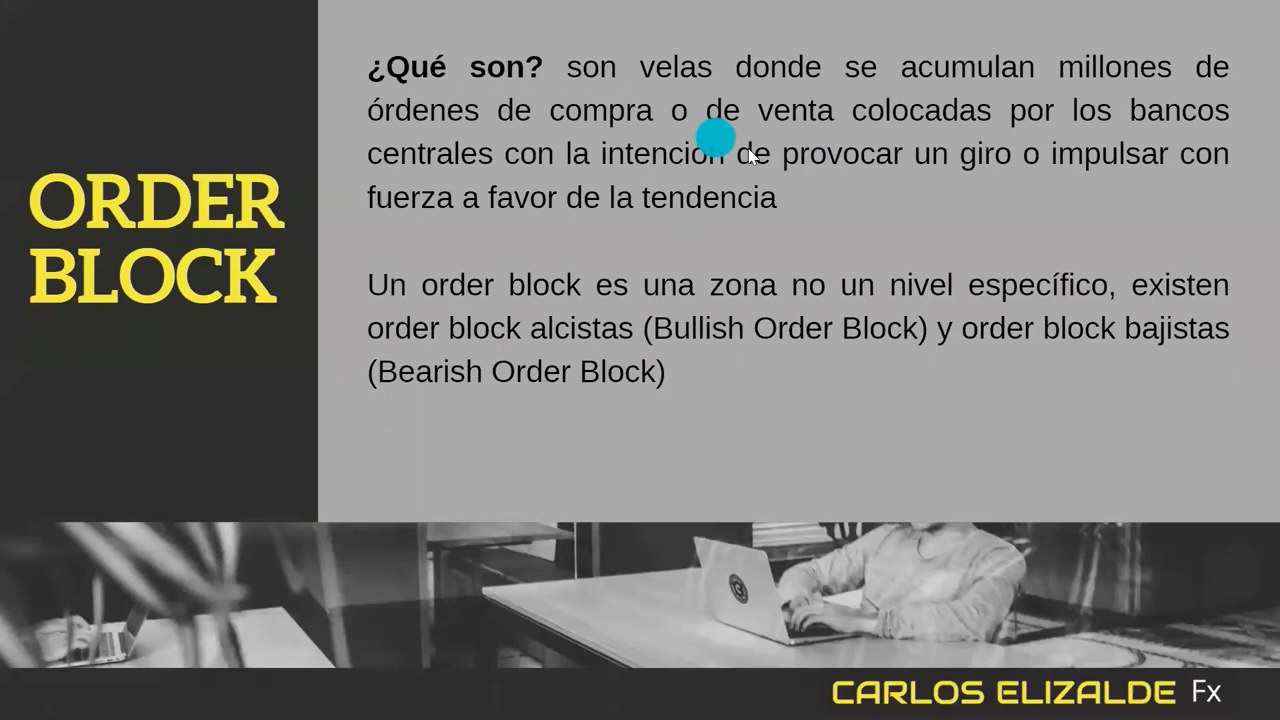 ORDER
BLOCK
¿Qué son? son velas donde se acumulan millones de
órdenes de compra o de venta colocadas por los bancos
centrales con la intención de provocar un giro o impulsar con
fuerza a favor de la tendencia
Un order block es una zona no un nivel específico, existen
order block alcistas (Bullish Order Block) y order block bajistas
(Bearish Order Block)
CARLOS ELIZALDE Fx